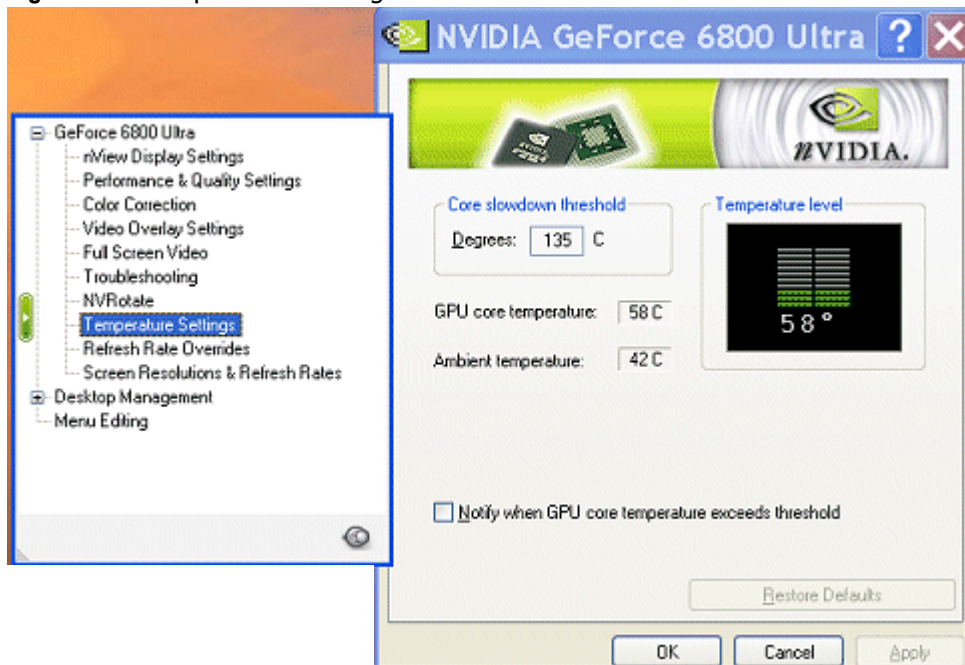 GeForce 6800 Ultra
nView Display Settings
Performance & Quality Settings
Color Correction
Video Overlay Settings
Full Screen Video
Troubleshooting
NVRotate
Temperature Settings
Refresh Rate Overrides
Screen Resolutions & Refresh Rates
Desktop Management
Menu Editing
NVIDIA GeForce 6800 Ultra
NVIDIA
nVIDIA.
Core slowdown threshold
Degrees: 135 C
Temperature level
58°
GPU core temperature: 58 C
Ambient temperature: 42 C
Notify when GPU core temperature exceeds threshold
Restore Defaults
OK Cancel Apply